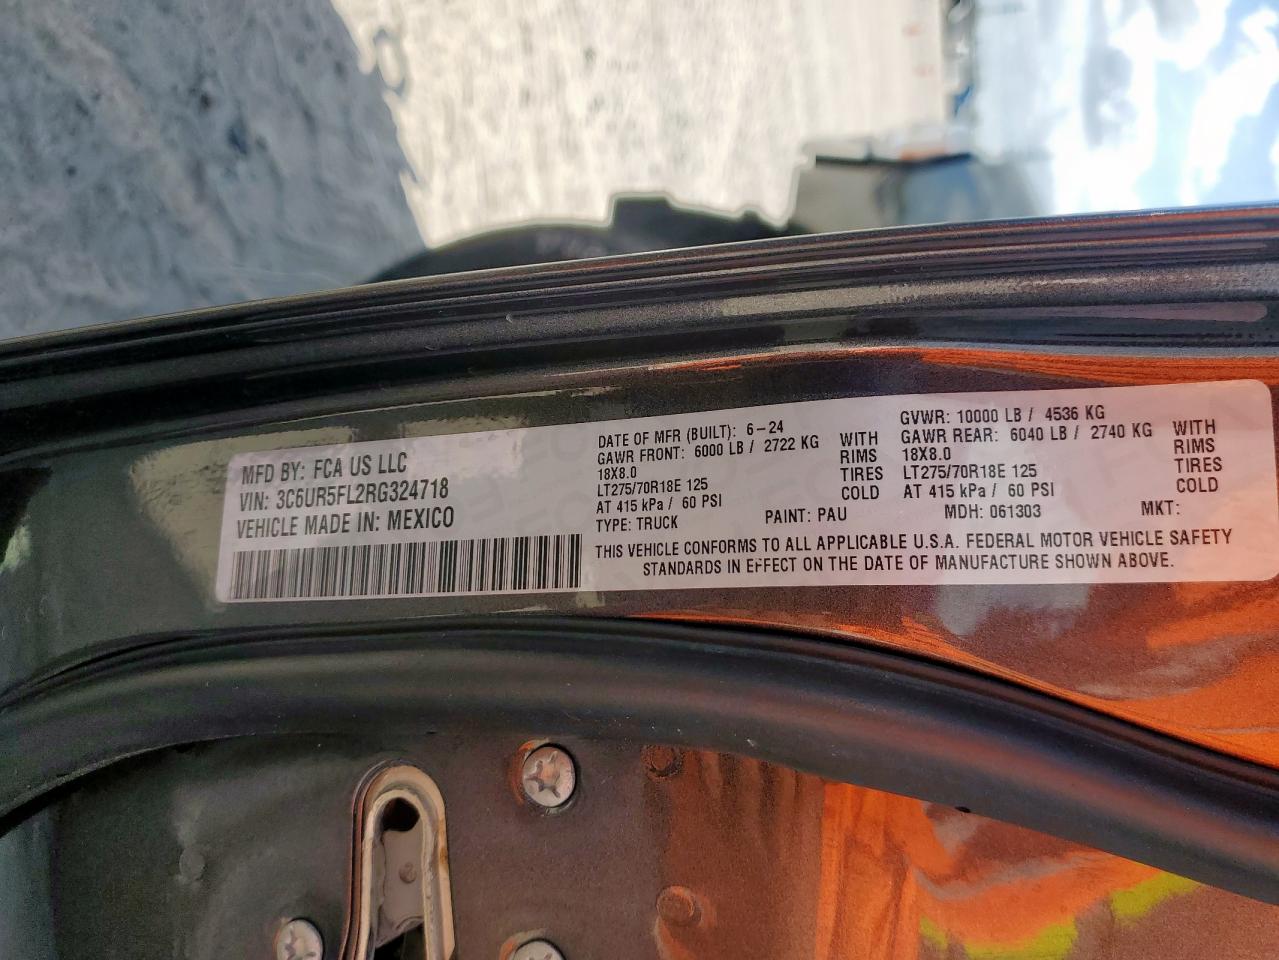 MFD BY: FCA US LLC
VIN: 3C6UR5FL2RG324718
VEHICLE MADE IN: MEXICO
DATE OF MFR (BUILT): 6-24
GAWR FRONT: 6000 LB / 2722 KG WITH
18X8.0 RIMS
LT275/70R18E 125 TIRES
AT 415 kPa / 60 PSI COLD
TYPE: TRUCK PAINT: PAU
GVWR: 10000 LB / 4536 KG
GAWR REAR: 6040 LB / 2740 KG WITH
18X8.0 RIMS
LT275/70R18E 125 TIRES
AT 415 kPa / 60 PSI COLD
MDH: 061303 MKT:
THIS VEHICLE CONFORMS TO ALL APPLICABLE U.S.A. FEDERAL MOTOR VEHICLE SAFETY
STANDARDS IN EFFECT ON THE DATE OF MANUFACTURE SHOWN ABOVE.